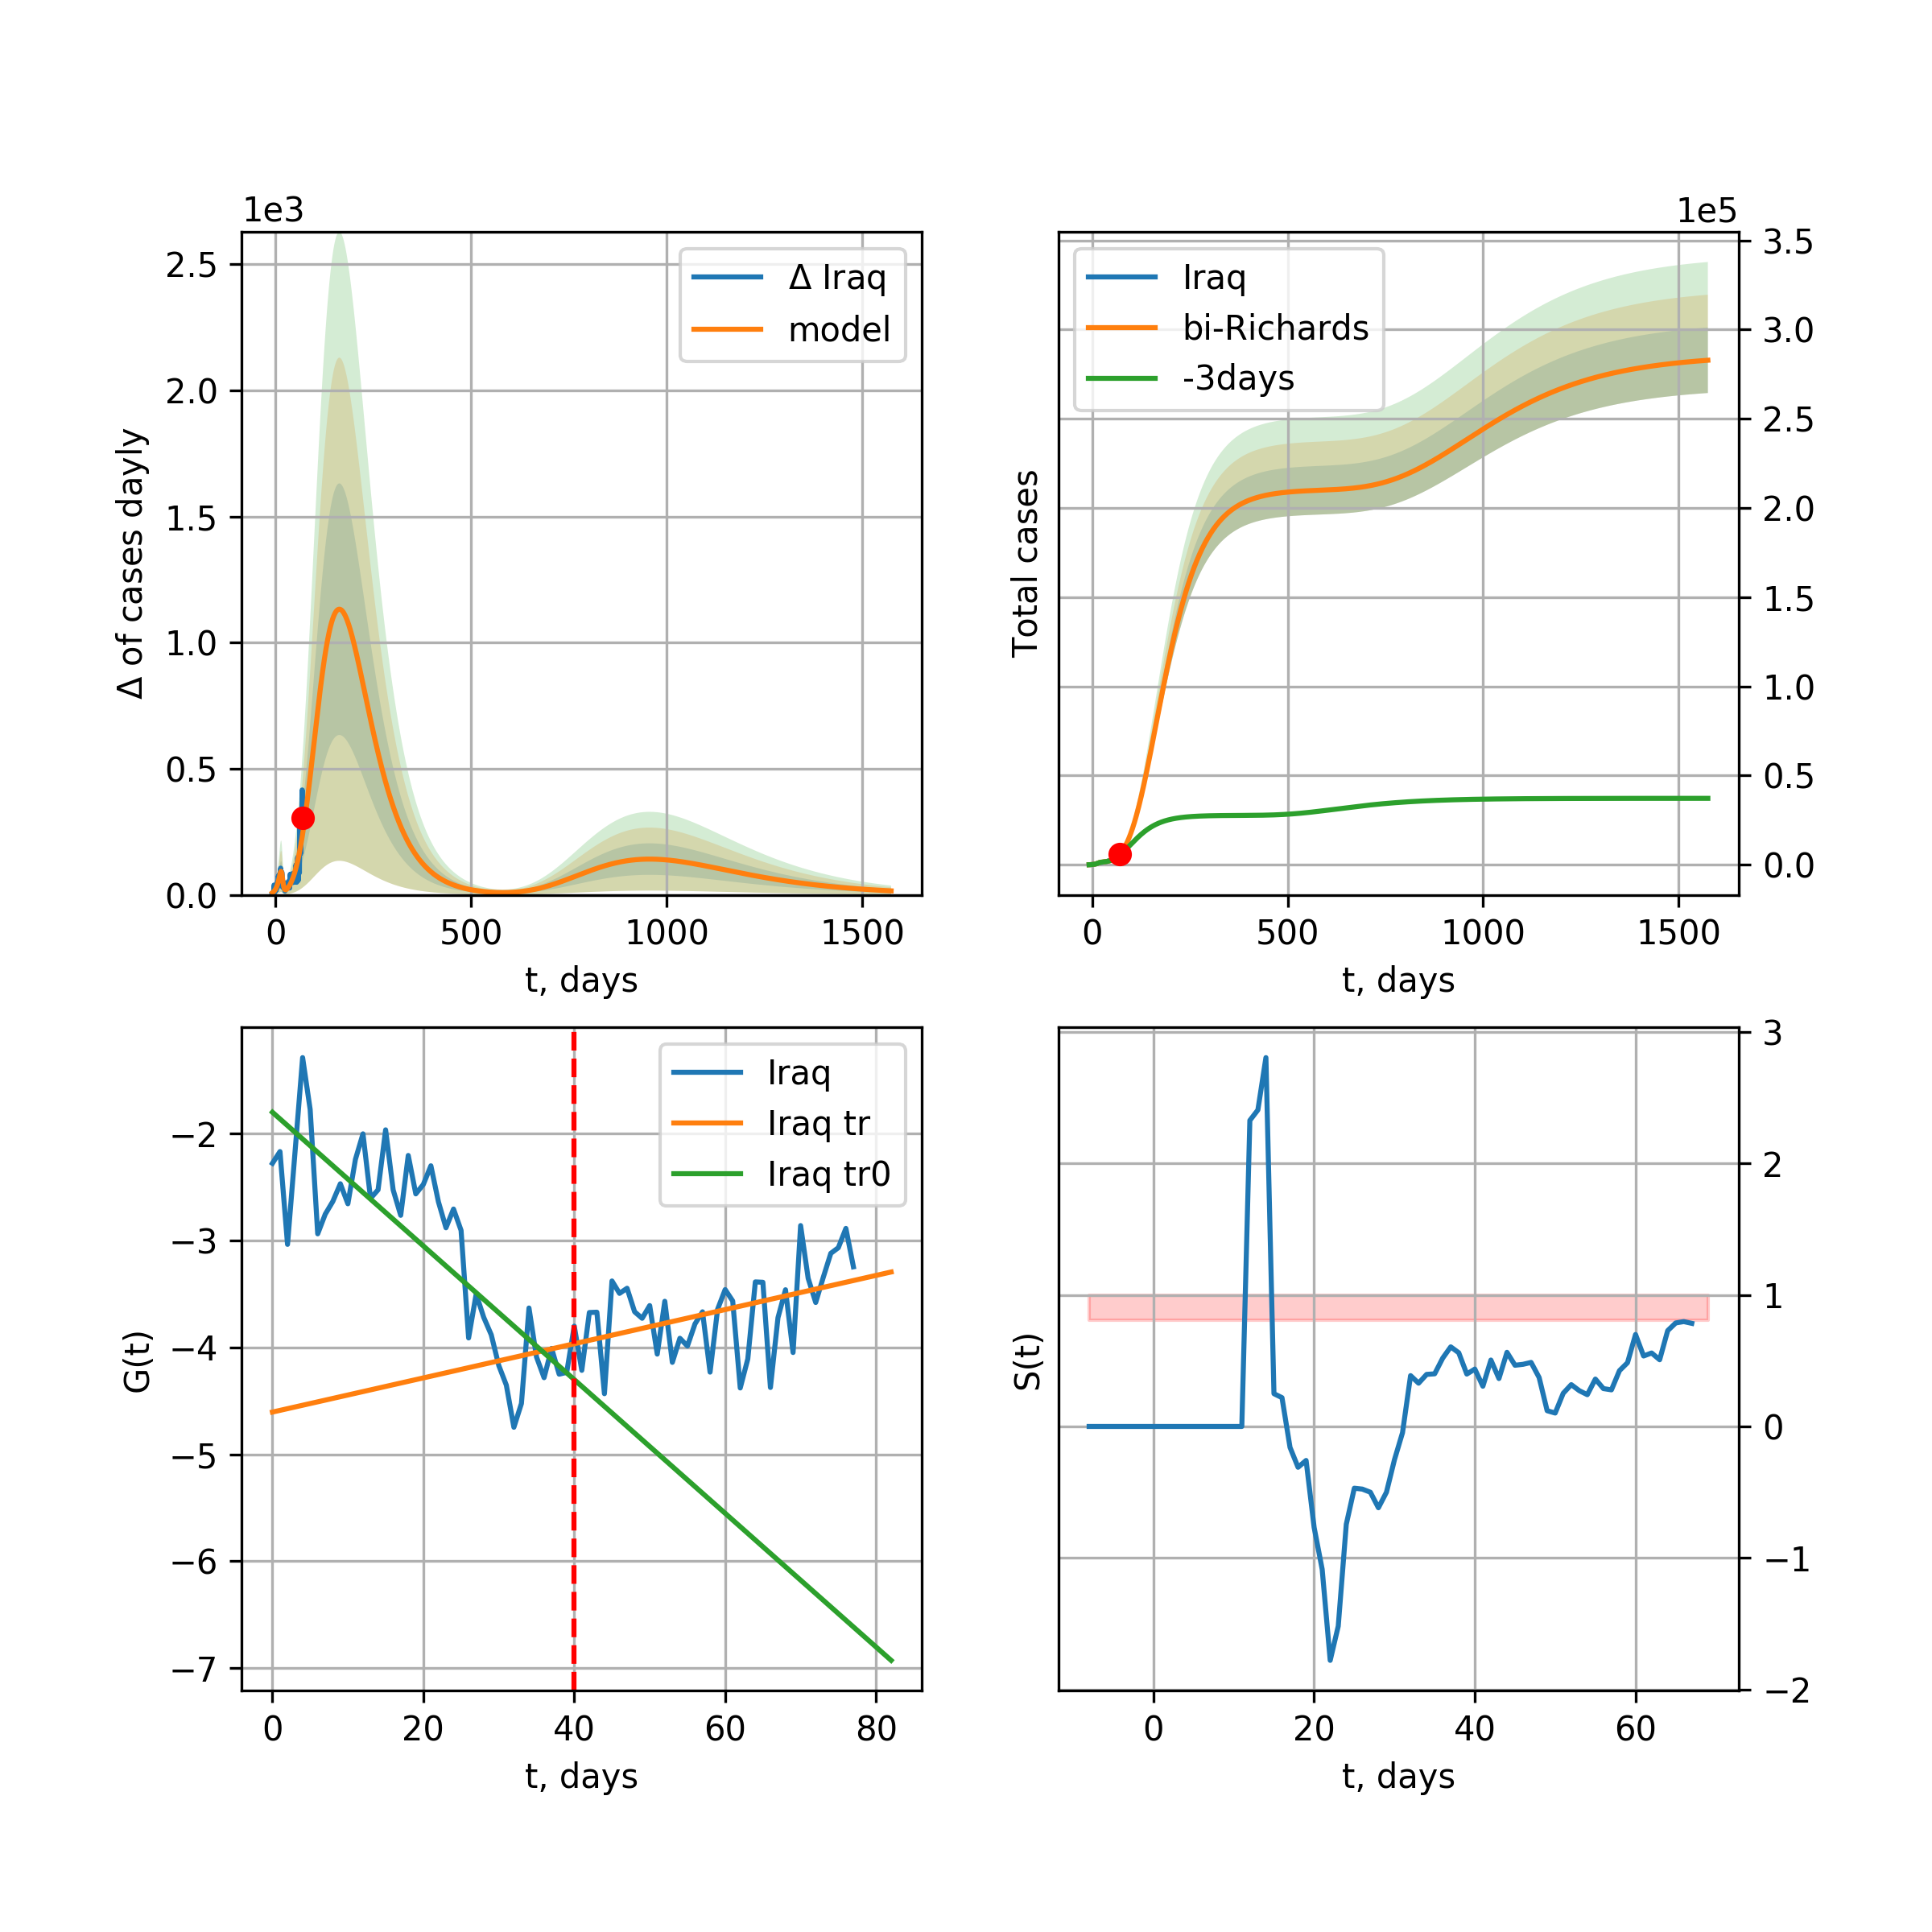 1e3
2.5
2.0
1.5
1.0
0.5
0.0
Δ of cases dayly
Δ Iraq
model
0 500 1000 1500
t, days
1e5
3.5
3.0
2.5
2.0
1.5
1.0
0.5
0.0
Total cases
Iraq
bi-Richards
-3days
0 500 1000 1500
t, days
−2
−3
−4
−5
−6
−7
G(t)
Iraq
Iraq tr
Iraq tr0
0 20 40 60 80
t, days
3
2
1
0
−1
−2
S(t)
0 20 40 60
t, days